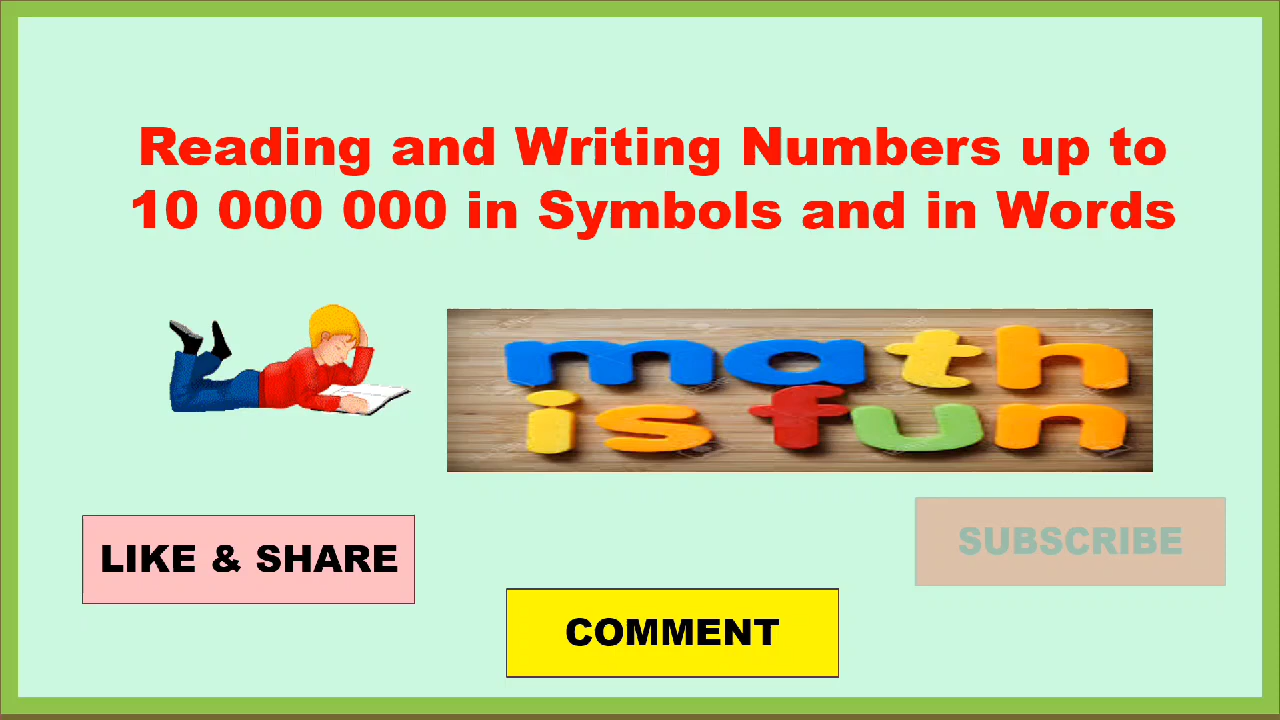 Reading and Writing Numbers up to
10 000 000 in Symbols and in Words
math
is fun
LIKE & SHARE
SUBSCRIBE
COMMENT